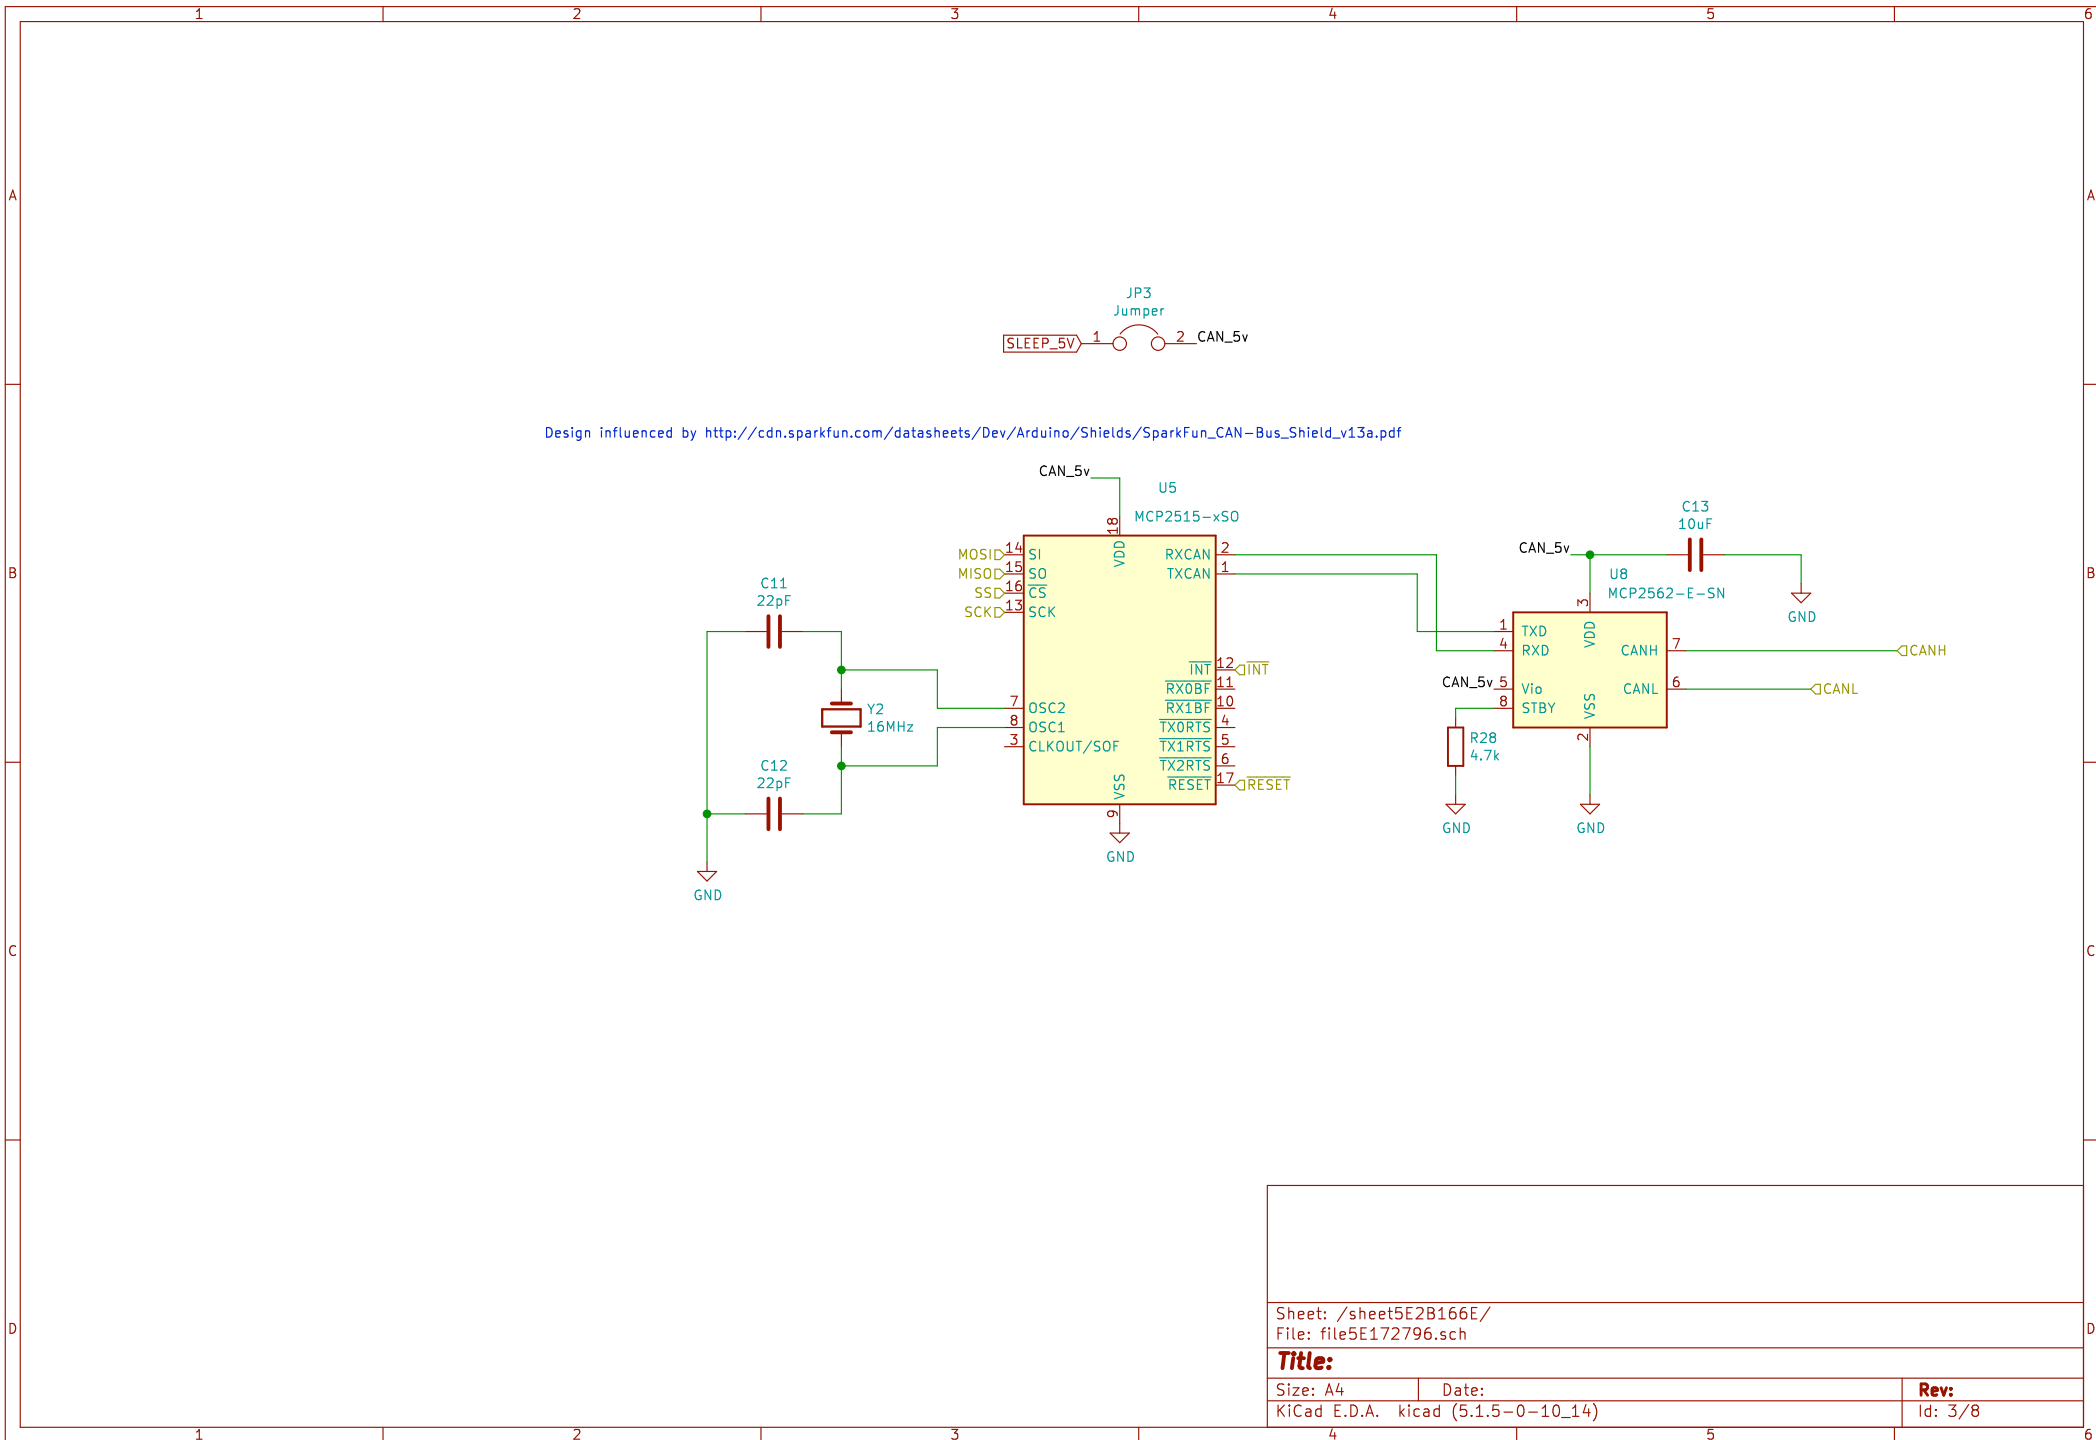 1 2 3 4 5 6
A A
JP3
Jumper
SLEEP_5V 1 2 CAN_5v
Design influenced by http://cdn.sparkfun.com/datasheets/Dev/Arduino/Shields/SparkFun_CAN-Bus_Shield_v13a.pdf
CAN_5v
U5
MCP2515-xSO
18
VDD
MOSI 14 SI
MISO 15 SO
SS 16 CS
SCK 13 SCK
7 OSC2
8 OSC1
3 CLKOUT/SOF
RXCAN 2
TXCAN 1
INT 12 INT
RX0BF 11
RX1BF 10
TX0RTS 4
TX1RTS 5
TX2RTS 6
RESET 17 RESET
VSS
9
GND
B B
C11
22pF
Y2
16MHz
C12
22pF
GND
C13
10uF
CAN_5v
GND
U8
MCP2562-E-SN
3
VDD
1 TXD
4 RXD
CAN_5v 5 Vio
8 STBY
CANH 7 CANH
CANL 6 CANL
VSS
2
R28
4.7k
GND
GND
C C
D D
Sheet: /sheet5E2B166E/
File: file5E172796.sch
Title:
Size: A4 Date: Rev:
KiCad E.D.A. kicad (5.1.5-0-10_14) Id: 3/8
1 2 3 4 5 6